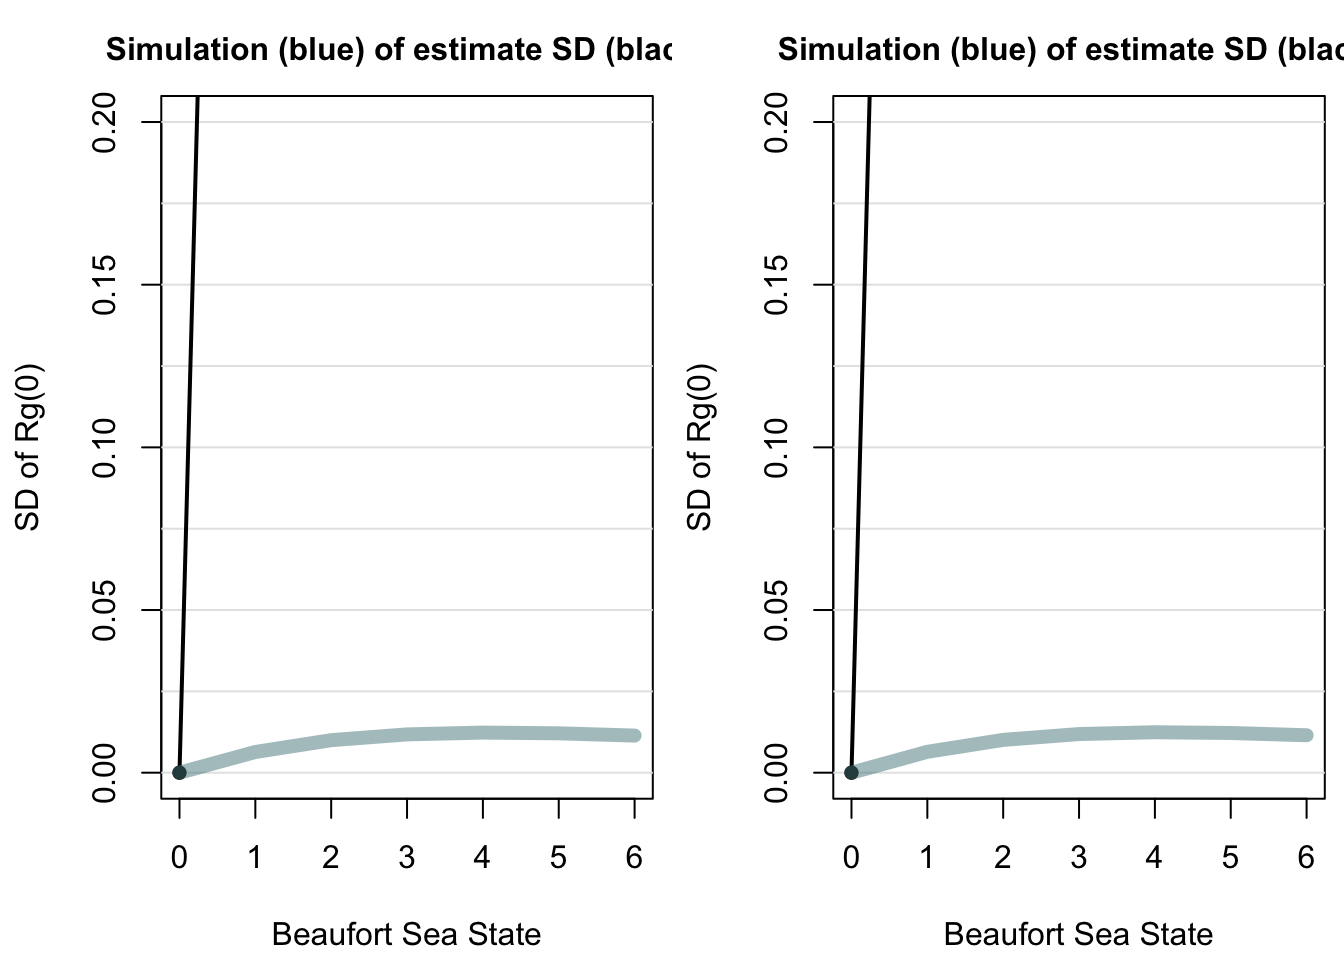 Simulation (blue) of estimate SD (blac
SD of Rg(0)
0.20
0.15
0.10
0.05
0.00
0 1 2 3 4 5 6
Beaufort Sea State
Simulation (blue) of estimate SD (blac
SD of Rg(0)
0.20
0.15
0.10
0.05
0.00
0 1 2 3 4 5 6
Beaufort Sea State